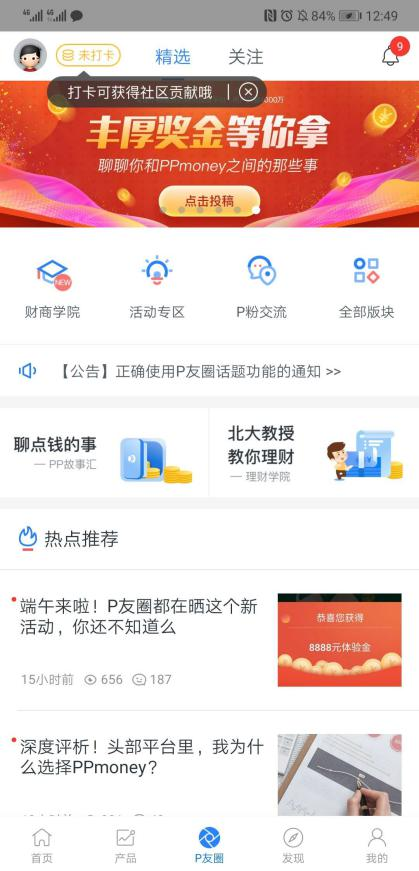 4G 4G 84% 12:49
未打卡 精选 关注 9
打卡可获得社区贡献哦
丰厚奖金等你拿
聊聊你和PPmoney之间的那些事
点击投稿
NEW
财商学院 活动专区 P粉交流 全部版块
【公告】正确使用P友圈话题功能的通知 >>
聊点钱的事
— PP故事汇
北大教授
教你理财
— 理财学院
热点推荐
端午来啦！P友圈都在晒这个新
活动，你还不知道么
恭喜您获得
8888元体验金
15小时前 656 187
深度评析！头部平台里，我为什
么选择PPmoney？
首页 产品 P友圈 发现 我的